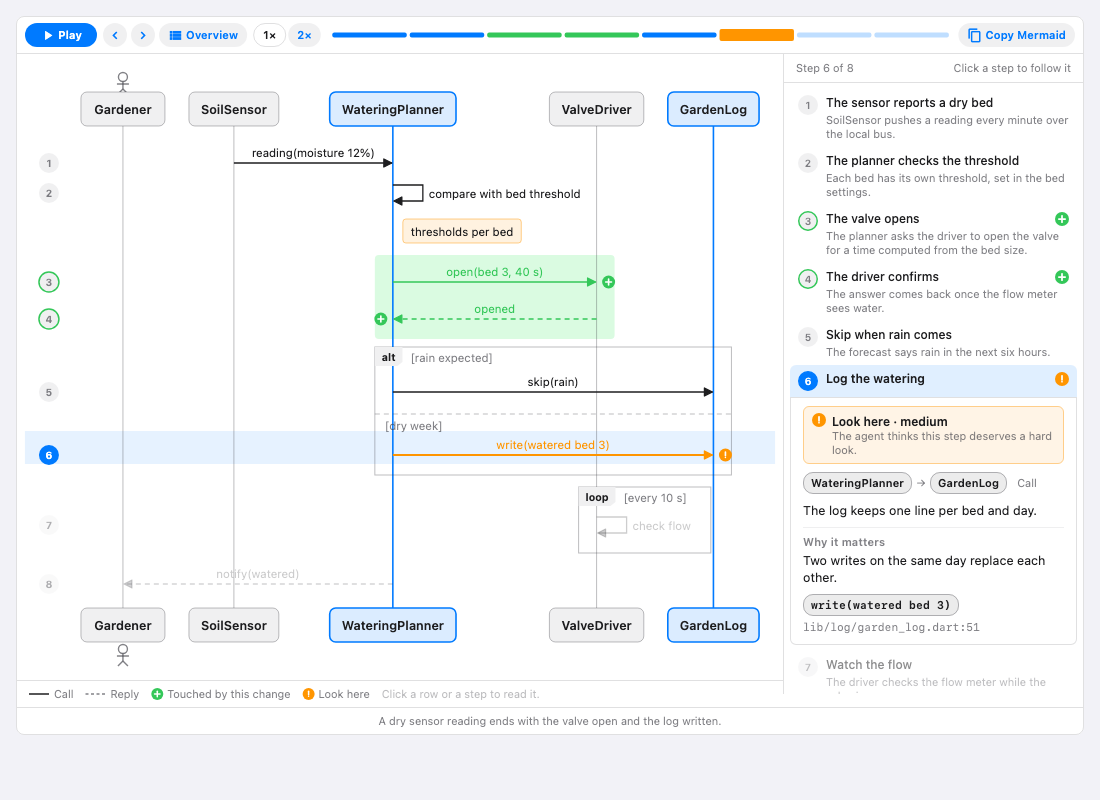 Play
Overview
1×
2×
Copy Mermaid
Gardener
SoilSensor
WateringPlanner
ValveDriver
GardenLog
1
reading(moisture 12%)
2
compare with bed threshold
thresholds per bed
3
open(bed 3, 40 s)
4
opened
alt
[rain expected]
5
skip(rain)
[dry week]
6
write(watered bed 3)
loop
[every 10 s]
7
check flow
8
notify(watered)
Gardener
SoilSensor
WateringPlanner
ValveDriver
GardenLog
Call
Reply
Touched by this change
Look here
Click a row or a step to read it.
Step 6 of 8
Click a step to follow it
1
The sensor reports a dry bed
SoilSensor pushes a reading every minute over
the local bus.
2
The planner checks the threshold
Each bed has its own threshold, set in the bed
settings.
3
The valve opens
The planner asks the driver to open the valve
for a time computed from the bed size.
4
The driver confirms
The answer comes back once the flow meter
sees water.
5
Skip when rain comes
The forecast says rain in the next six hours.
6
Log the watering
Look here · medium
The agent thinks this step deserves a hard
look.
WateringPlanner → GardenLog Call
The log keeps one line per bed and day.
Why it matters
Two writes on the same day replace each
other.
write(watered bed 3)
lib/log/garden_log.dart:51
7
Watch the flow
The driver checks the flow meter while the
A dry sensor reading ends with the valve open and the log written.